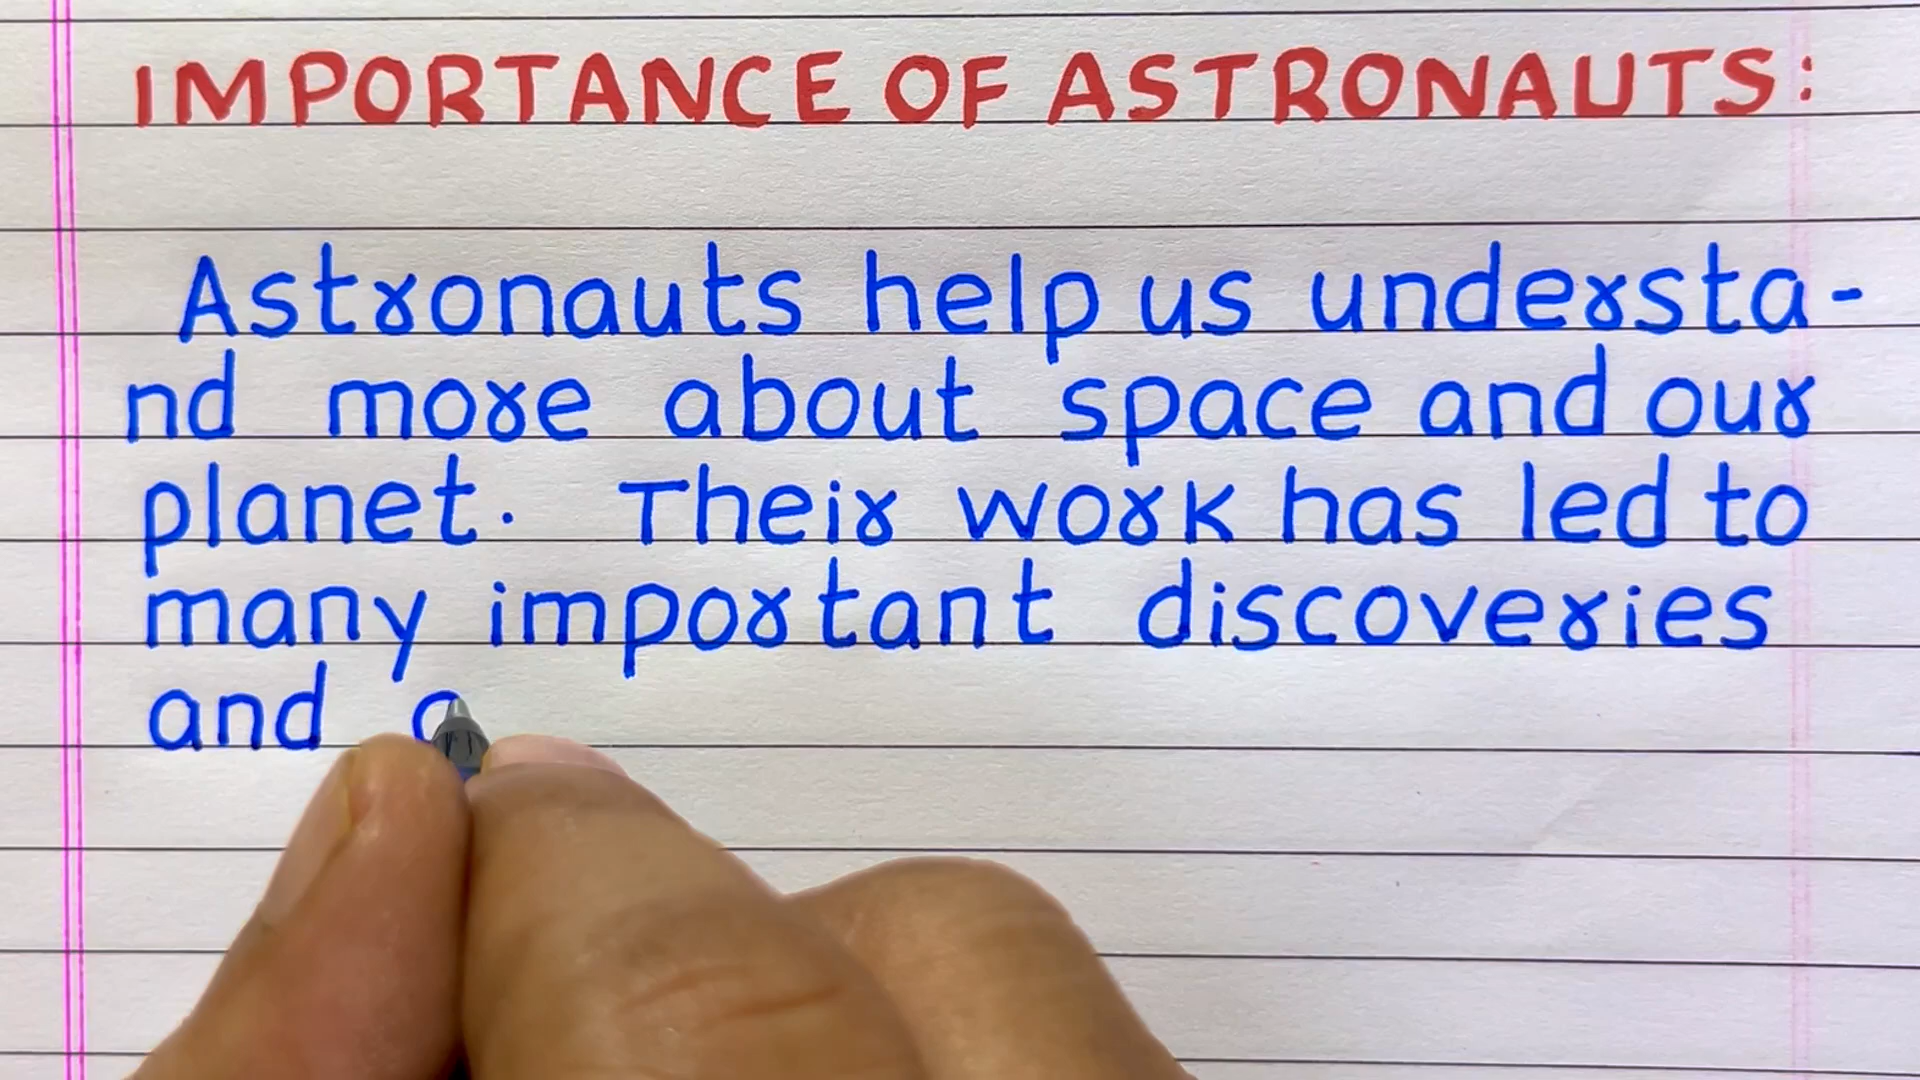 IMPORTANCE OF ASTRONAUTS:
Astronauts help us understa-
nd more about space and our
planet. Their work has led to
many important discoveries
and